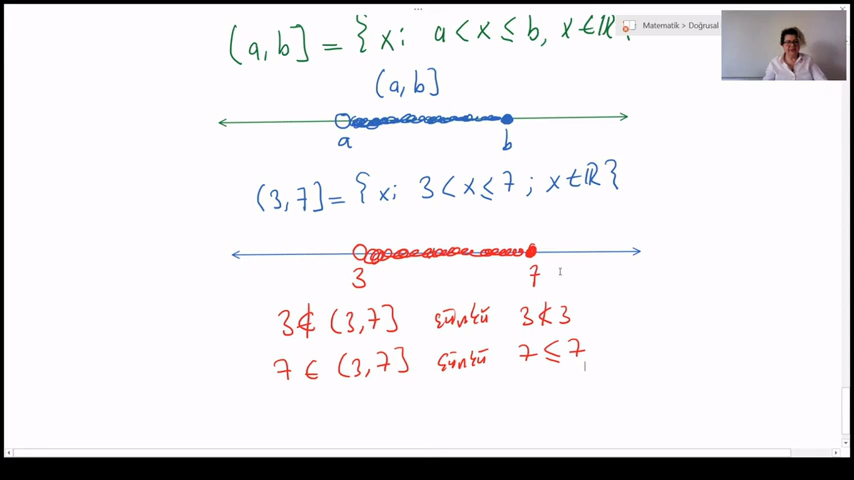 (a,b] = {x: a<x≤b, x∈ℝ}
Matematik > Doğrusal
(a,b]
a b
(3,7] = {x; 3<x≤7; x∈ℝ}
3 7
3∉(3,7] çünkü 3≮3
7∈(3,7] çünkü 7≤7